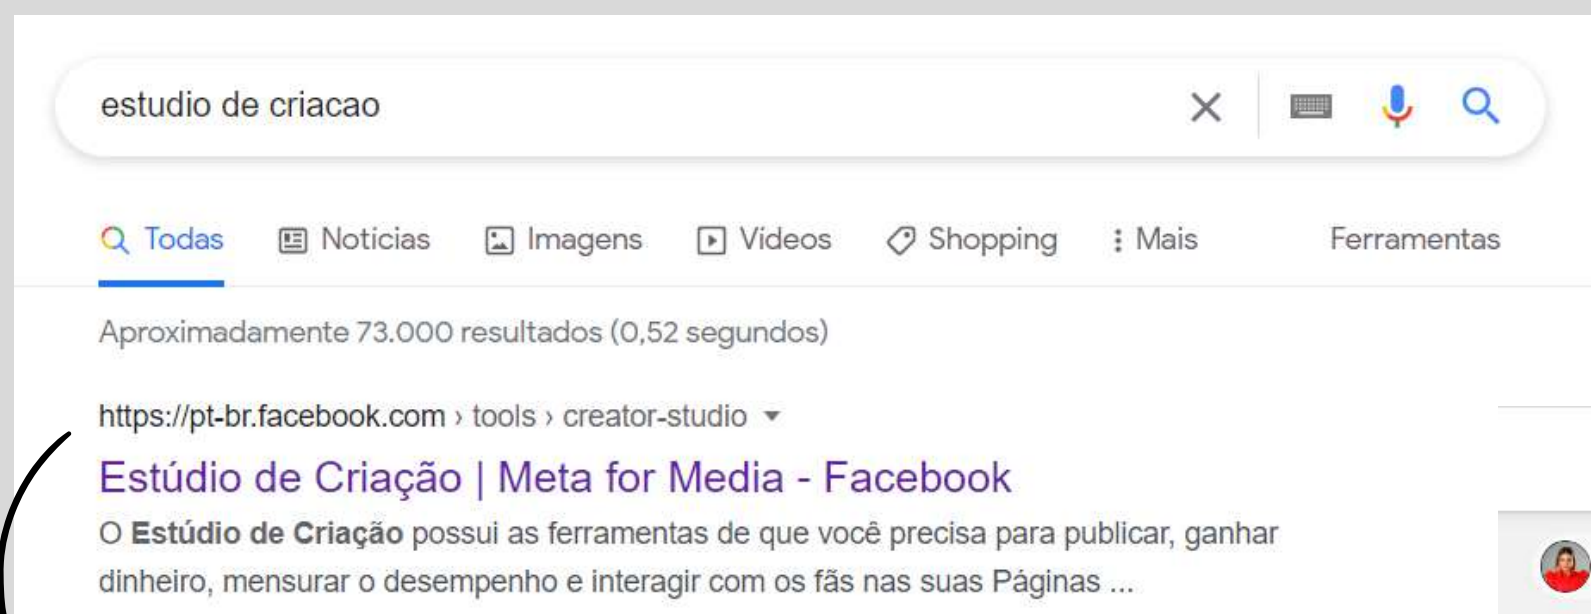 estudio de criacao
Todas Notícias Imagens Vídeos Shopping Mais Ferramentas
Aproximadamente 73.000 resultados (0,52 segundos)
https://pt-br.facebook.com › tools › creator-studio
Estúdio de Criação | Meta for Media - Facebook
O Estúdio de Criação possui as ferramentas de que você precisa para publicar, ganhar
dinheiro, mensurar o desempenho e interagir com os fãs nas suas Páginas ...